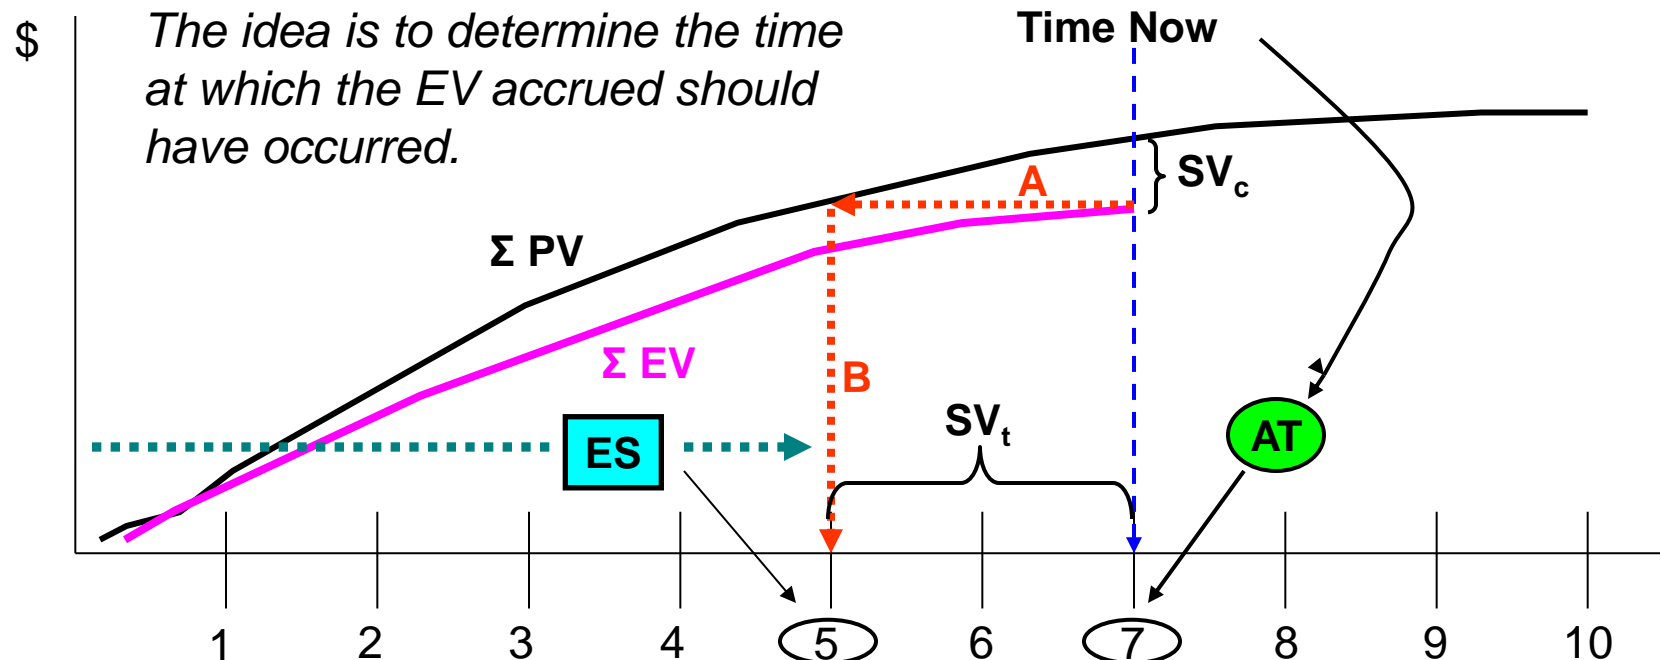 $
The idea is to determine the time
at which the EV accrued should
have occurred.
Time Now
A
SVc
Σ PV
Σ EV
B
SVt
ES
AT
1 2 3 4 5 6 7 8 9 10